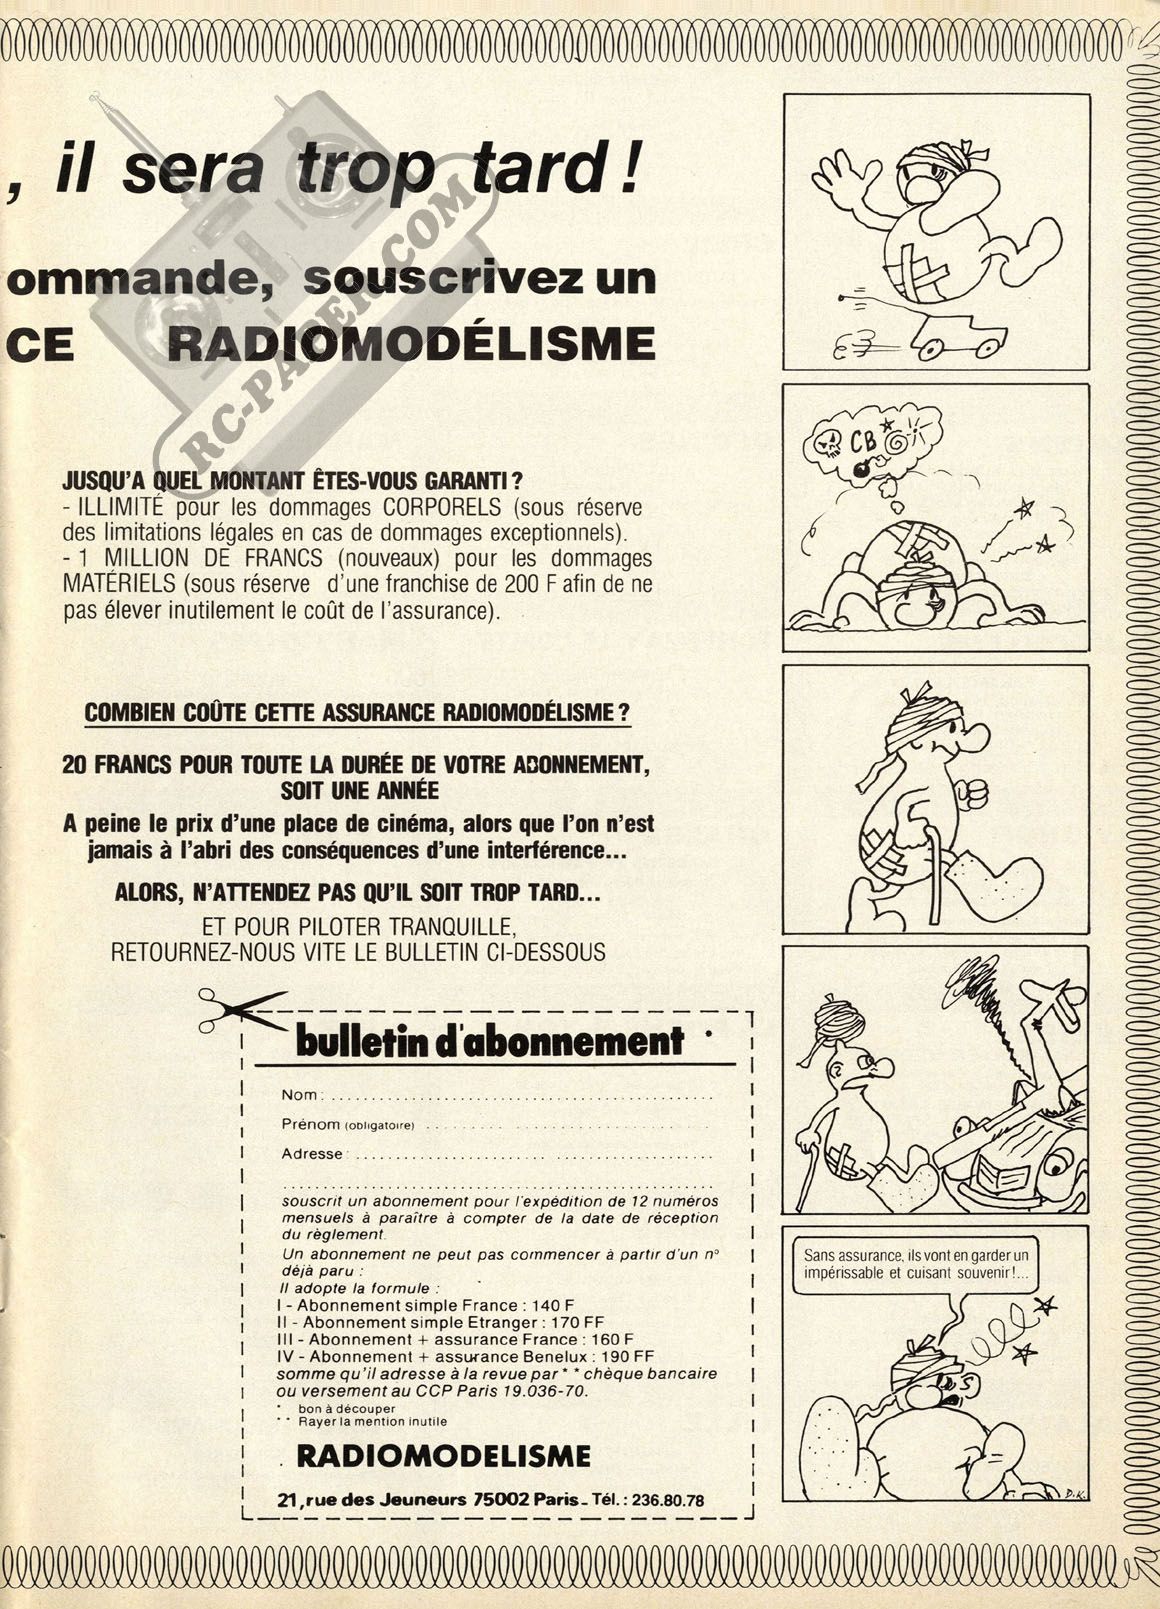 , il sera trop tard !
ommande, souscrivez un
CE RADIOMODÉLISME
RC-PAPER.COM
JUSQU'A QUEL MONTANT ÊTES-VOUS GARANTI ?
- ILLIMITÉ pour les dommages CORPORELS (sous réserve
des limitations légales en cas de dommages exceptionnels).
- 1 MILLION DE FRANCS (nouveaux) pour les dommages
MATÉRIELS (sous réserve d'une franchise de 200 F afin de ne
pas élever inutilement le coût de l'assurance).
COMBIEN COÛTE CETTE ASSURANCE RADIOMODÉLISME ?
20 FRANCS POUR TOUTE LA DURÉE DE VOTRE ABONNEMENT,
SOIT UNE ANNÉE
A peine le prix d'une place de cinéma, alors que l'on n'est
jamais à l'abri des conséquences d'une interférence...
ALORS, N'ATTENDEZ PAS QU'IL SOIT TROP TARD...
ET POUR PILOTER TRANQUILLE,
RETOURNEZ-NOUS VITE LE BULLETIN CI-DESSOUS
bulletin d'abonnement *
Nom :
Prénom (obligatoire)
Adresse
souscrit un abonnement pour l'expédition de 12 numéros
mensuels à paraître à compter de la date de réception
du règlement.
Un abonnement ne peut pas commencer à partir d'un n°
déjà paru :
Il adopte la formule :
I - Abonnement simple France : 140 F
II - Abonnement simple Etranger : 170 FF
III - Abonnement + assurance France : 160 F
IV - Abonnement + assurance Benelux : 190 FF
somme qu'il adresse à la revue par * * chèque bancaire
ou versement au CCP Paris 19.036-70.
* bon à découper
* * Rayer la mention inutile
RADIOMODELISME
21, rue des Jeuneurs 75002 Paris - Tél. : 236.80.78
CB
Sans assurance, ils vont en garder un
impérissable et cuisant souvenir !...
D.K.